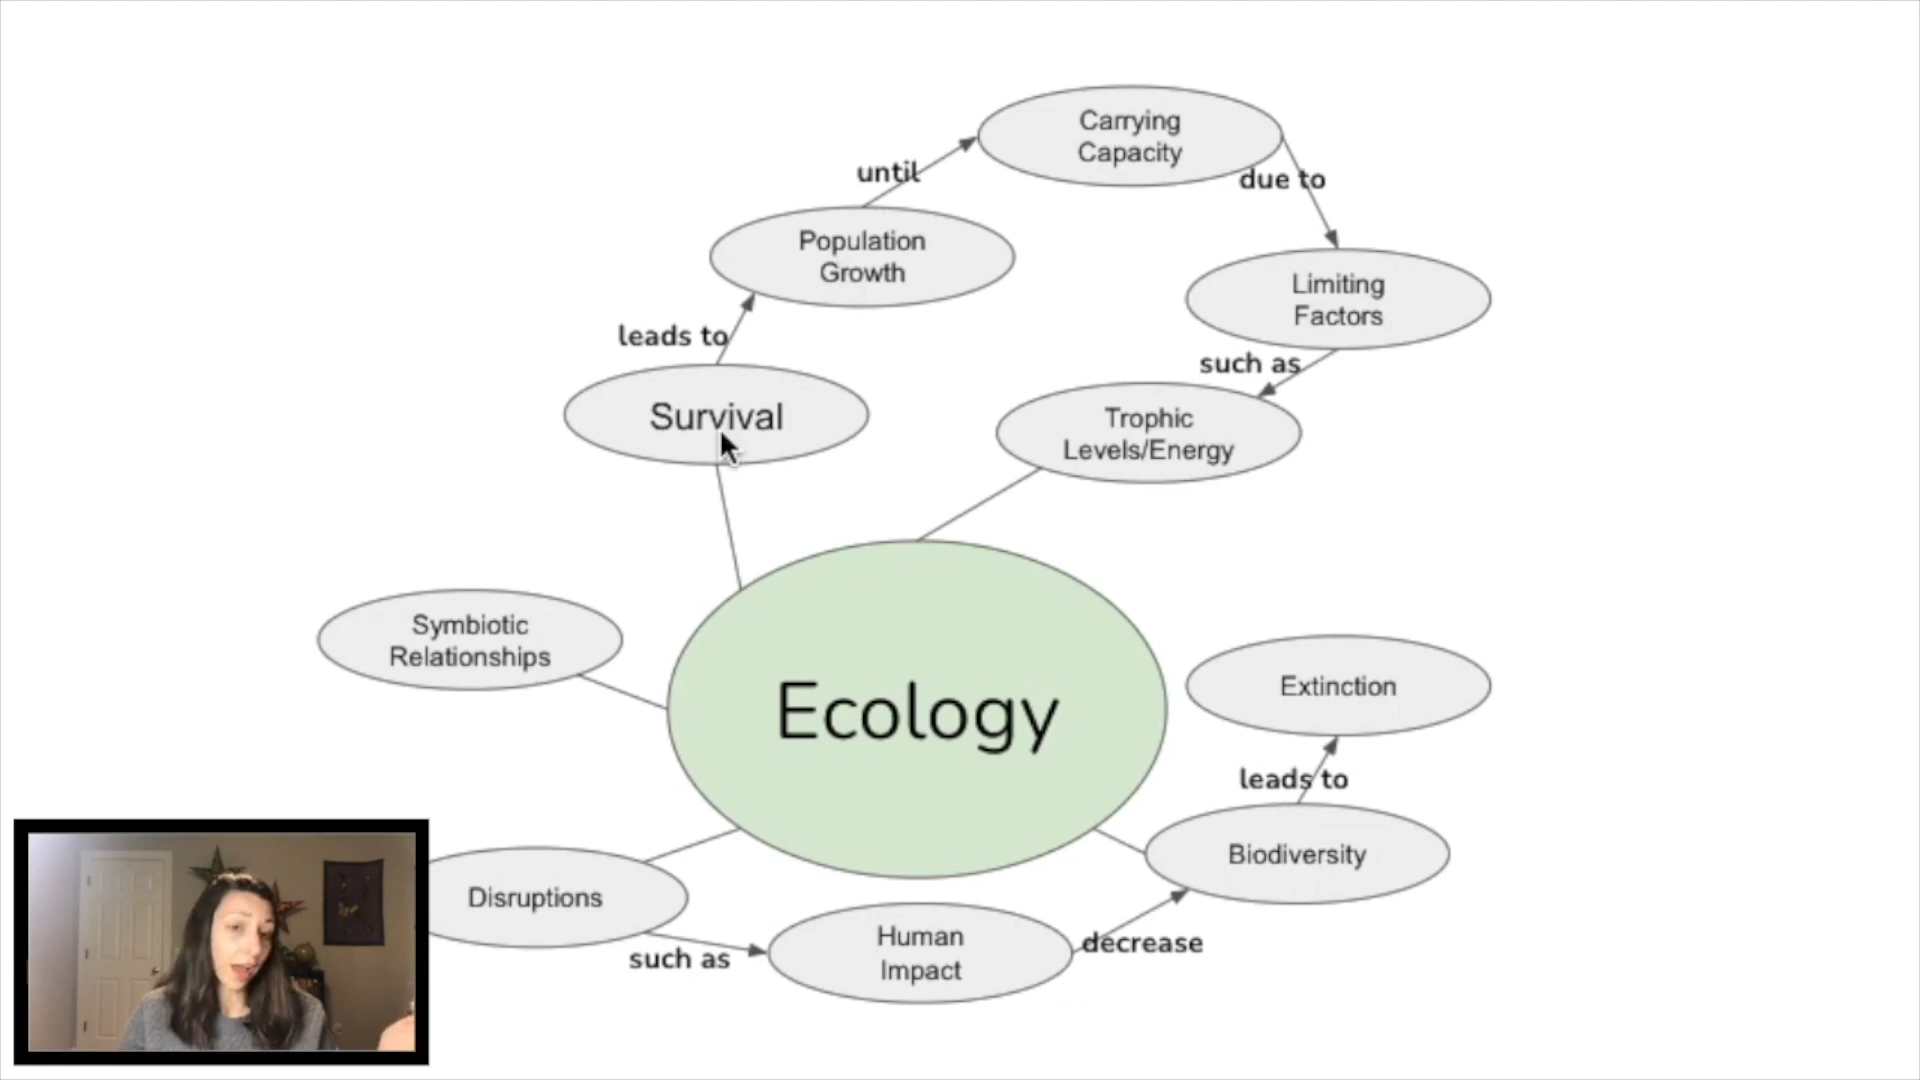 Carrying
Capacity
until
due to
Population
Growth
Limiting
Factors
leads to
such as
Survival
Trophic
Levels/Energy
Symbiotic
Relationships
Ecology
Extinction
leads to
Biodiversity
Disruptions
such as
Human
Impact
decrease